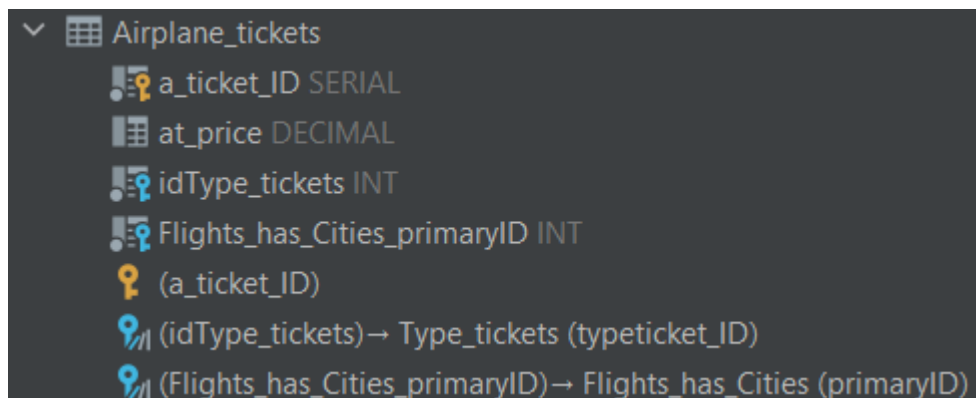 Airplane_tickets
a_ticket_ID SERIAL
at_price DECIMAL
idType_tickets INT
Flights_has_Cities_primaryID INT
(a_ticket_ID)
(idType_tickets)→ Type_tickets (typeticket_ID)
(Flights_has_Cities_primaryID)→ Flights_has_Cities (primaryID)